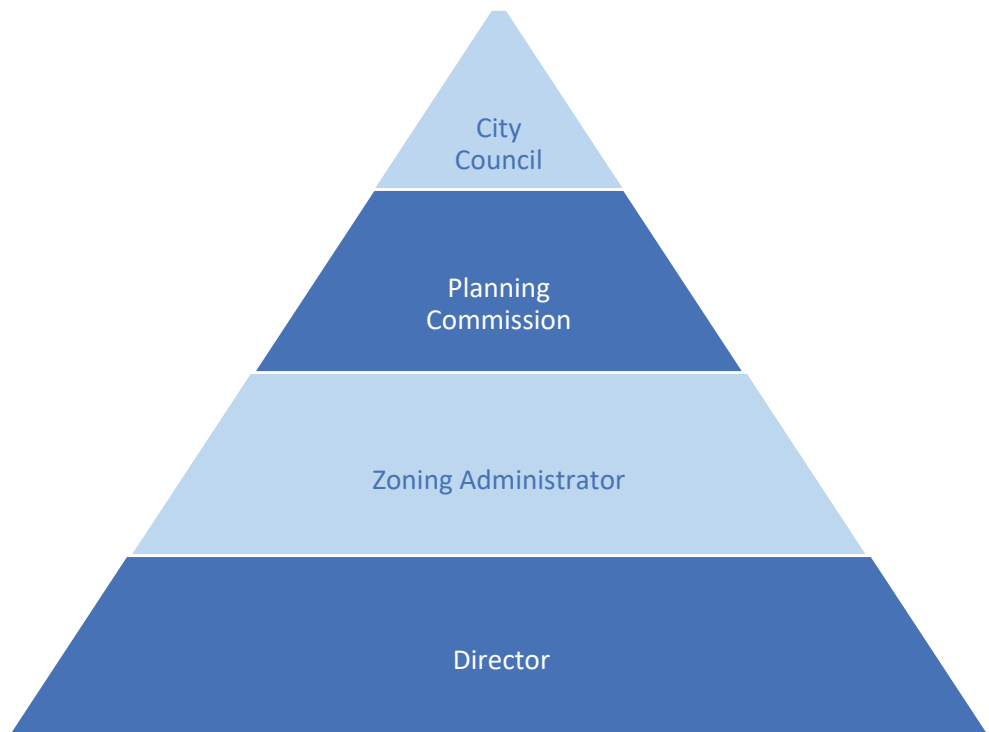 City
Council
Planning
Commission
Zoning Administrator
Director